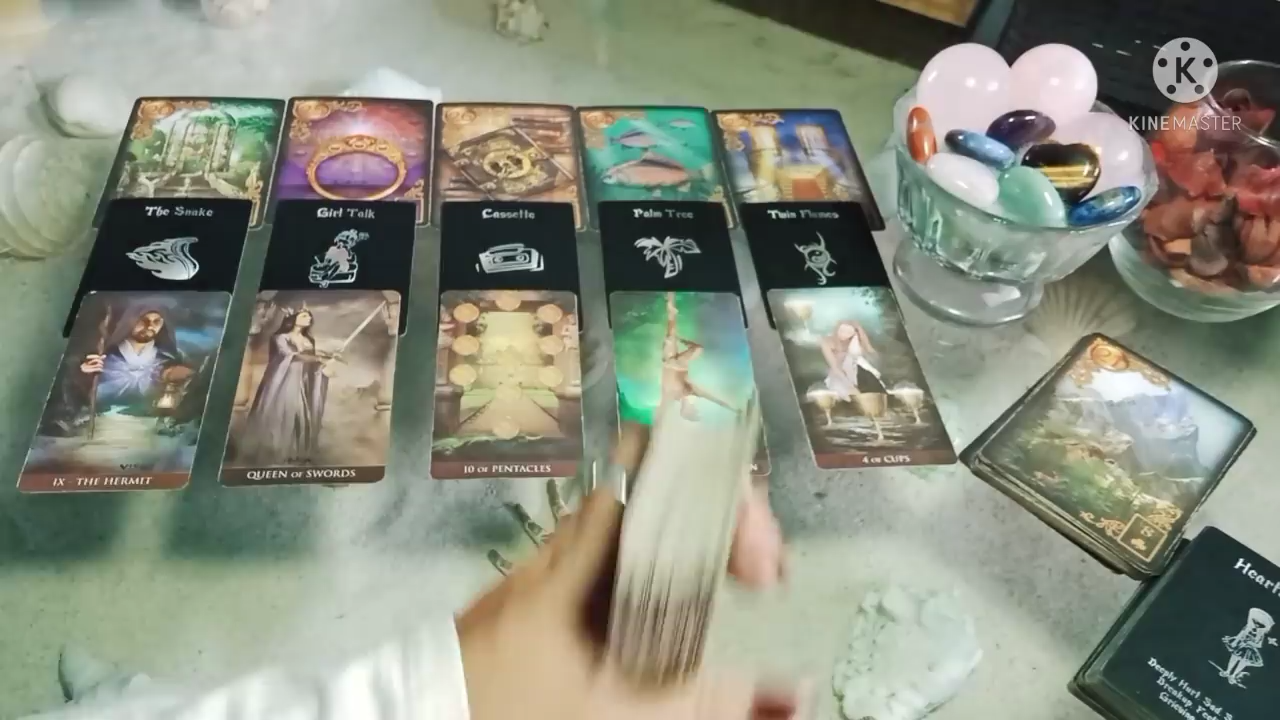 K
KINEMASTER
The Snake
Girl Talk
Cassette
Palm Tree
Twin Flames
IX · THE HERMIT
QUEEN OF SWORDS
10 OF PENTACLES
4 OF CUPS
Deeply Hurt Sad
Breakup